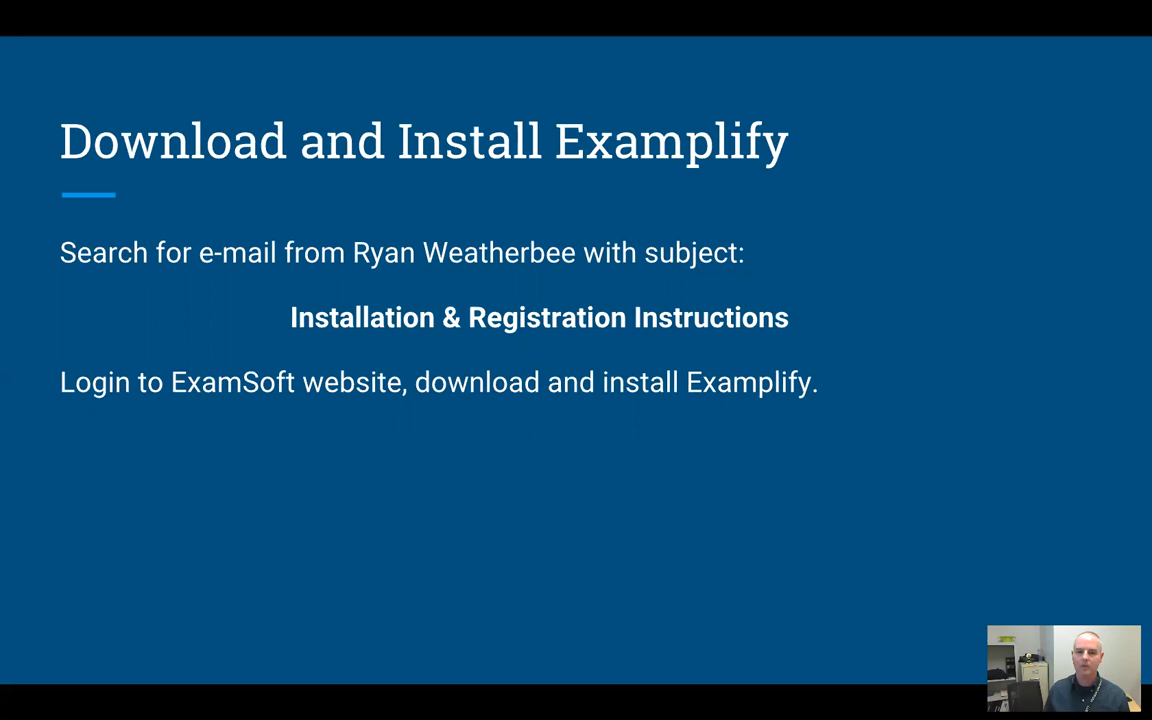 Download and Install Examplify
Search for e-mail from Ryan Weatherbee with subject:
Installation & Registration Instructions
Login to ExamSoft website, download and install Examplify.